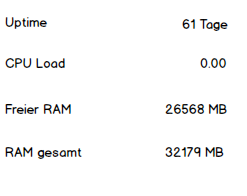 Uptime 61 Tage
CPU Load 0.00
Freier RAM 26568 MB
RAM gesamt 32179 MB